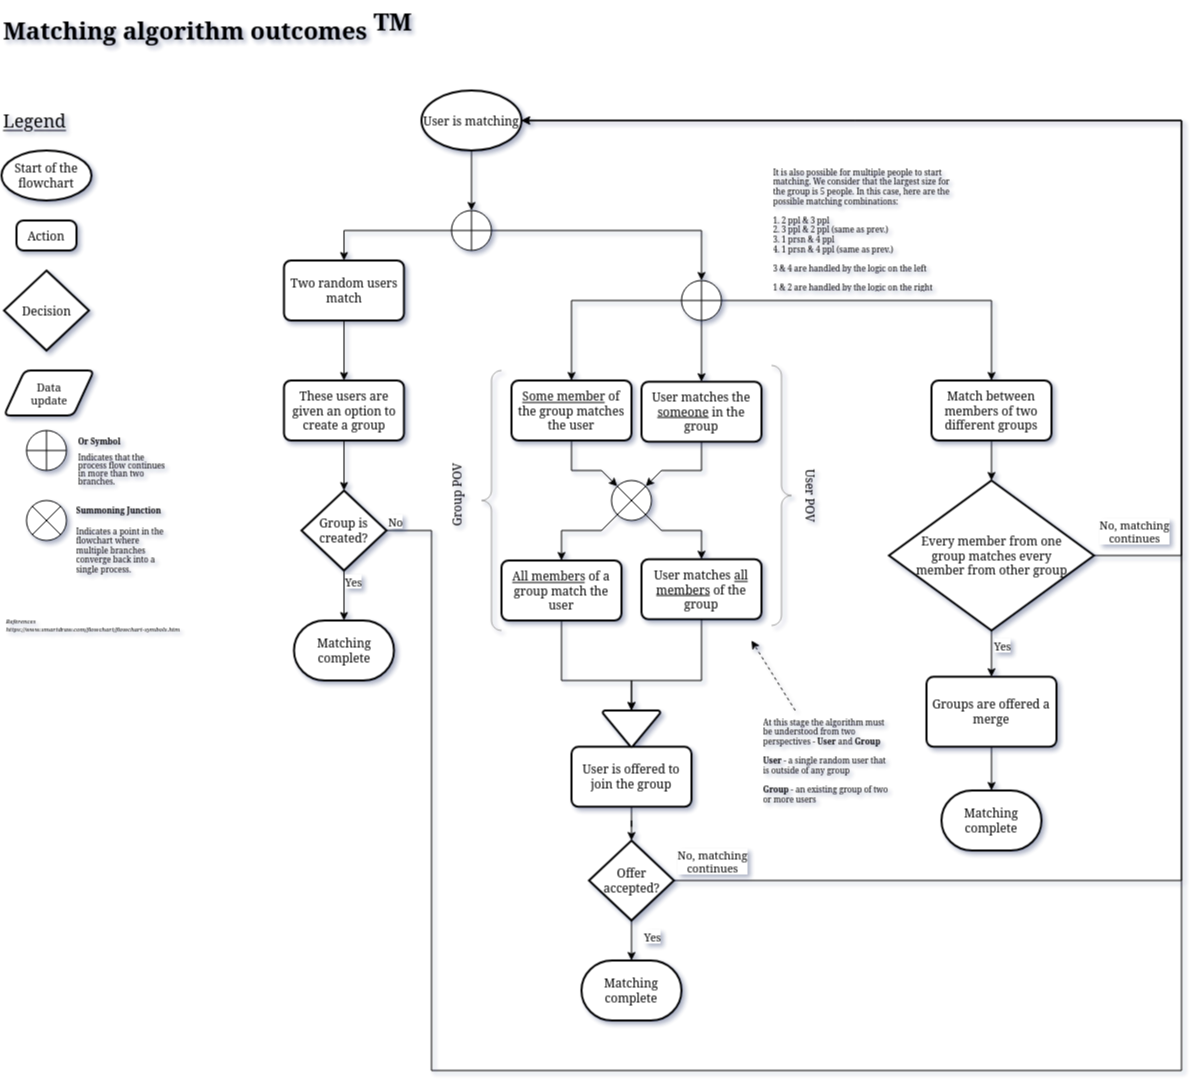 Matching algorithm outcomes TM
Legend
Start of the
flowchart
Action
Decision
Data
update
Or Symbol
Indicates that the
process flow continues
in more than two
branches.
Summoning Junction
Indicates a point in the
flowchart where
multiple branches
converge back into a
single process.
References
https://www.smartdraw.com/flowchart/flowchart-symbols.htm
User is matching
It is also possible for multiple people to start
matching. We consider that the largest size for
the group is 5 people. In this case, here are the
possible matching combinations:
1. 2 ppl & 3 ppl
2. 3 ppl & 2 ppl (same as prev.)
3. 1 prsn & 4 ppl
4. 1 prsn & 4 ppl (same as prev.)
3 & 4 are handled by the logic on the left
1 & 2 are handled by the logic on the right
Two random users
match
These users are
given an option to
create a group
Group is
created?
No
Yes
Matching
complete
Group POV
Some member of
the group matches
the user
User matches the
someone in the
group
All members of a
group match the
user
User matches all
members of the
group
User POV
At this stage the algorithm must
be understood from two
perspectives - User and Group
User - a single random user that
is outside of any group
Group - an existing group of two
or more users
User is offered to
join the group
Offer
accepted?
No, matching
continues
Yes
Matching
complete
Match between
members of two
different groups
Every member from one
group matches every
member from other group
No, matching
continues
Yes
Groups are offered a
merge
Matching
complete